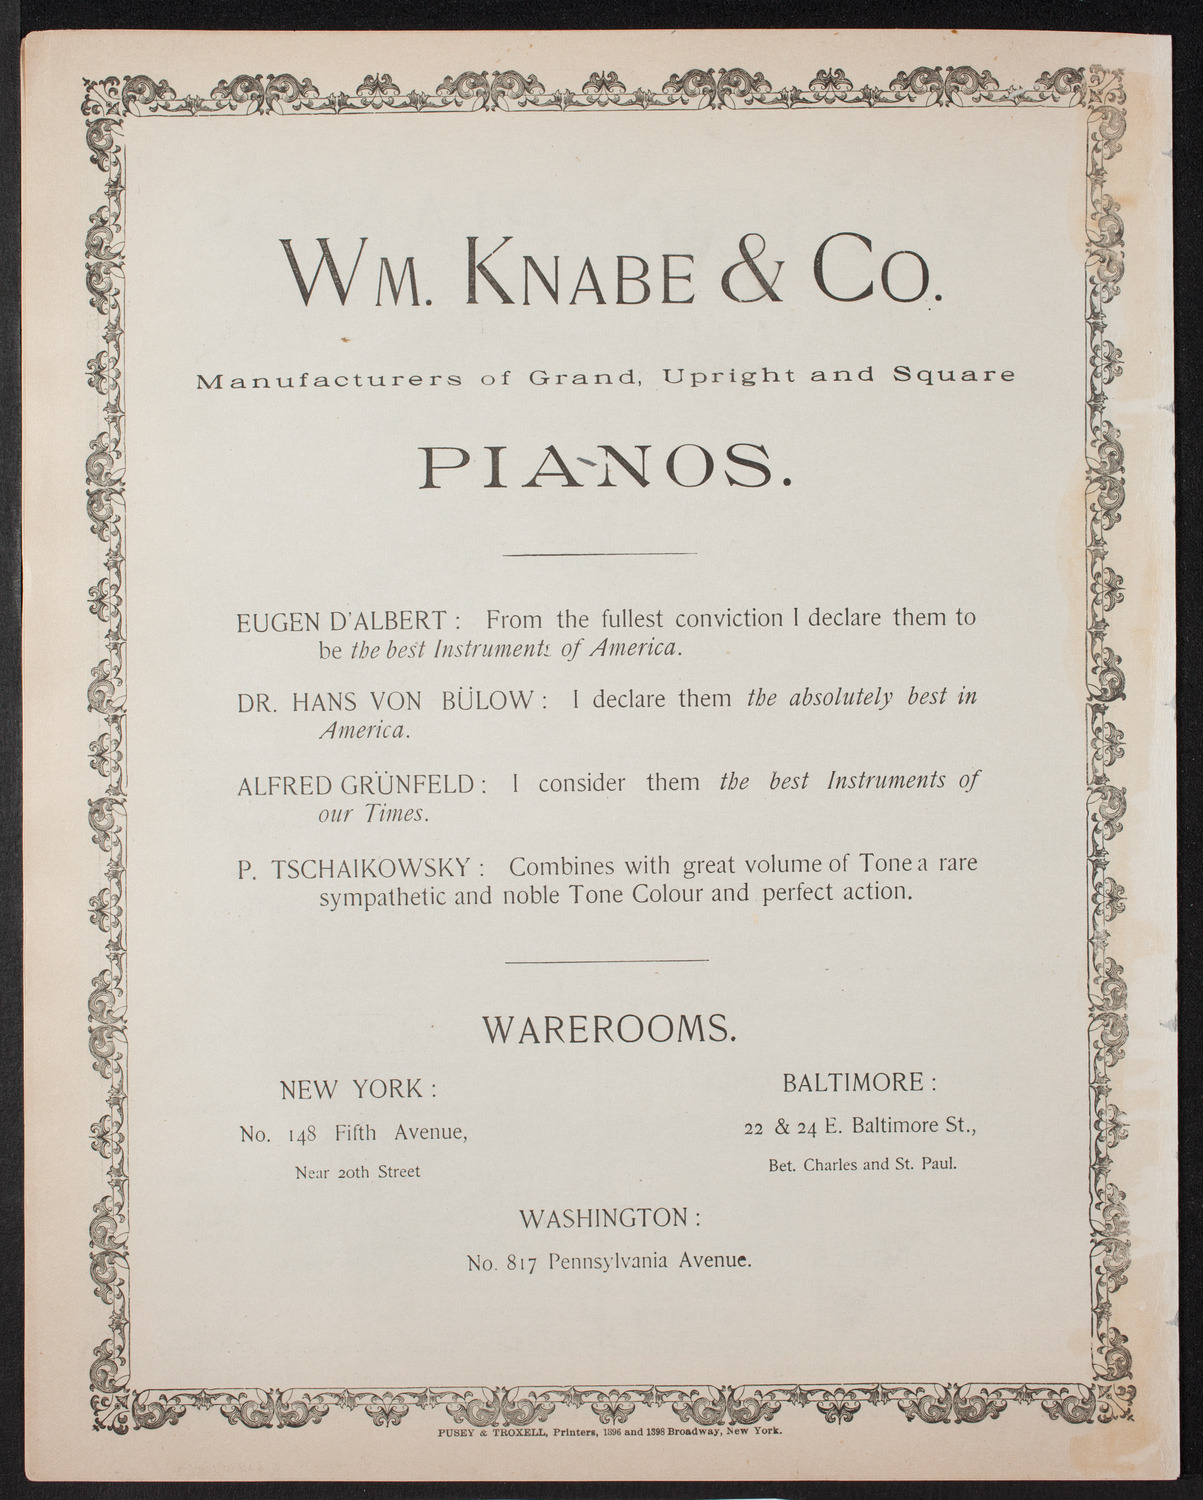 WM. KNABE & CO.
Manufacturers of Grand, Upright and Square
PIANOS.
EUGEN D'ALBERT : From the fullest conviction I declare them to
be the best Instruments of America.
DR. HANS VON BÜLOW : I declare them the absolutely best in
America.
ALFRED GRÜNFELD : I consider them the best Instruments of
our Times.
P. TSCHAIKOWSKY : Combines with great volume of Tone a rare
sympathetic and noble Tone Colour and perfect action.
WAREROOMS.
NEW YORK :
No. 148 Fifth Avenue,
Near 20th Street
BALTIMORE :
22 & 24 E. Baltimore St.,
Bet. Charles and St. Paul.
WASHINGTON :
No. 817 Pennsylvania Avenue.
PUSEY & TROXELL, Printers, 1396 and 1398 Broadway, New York.